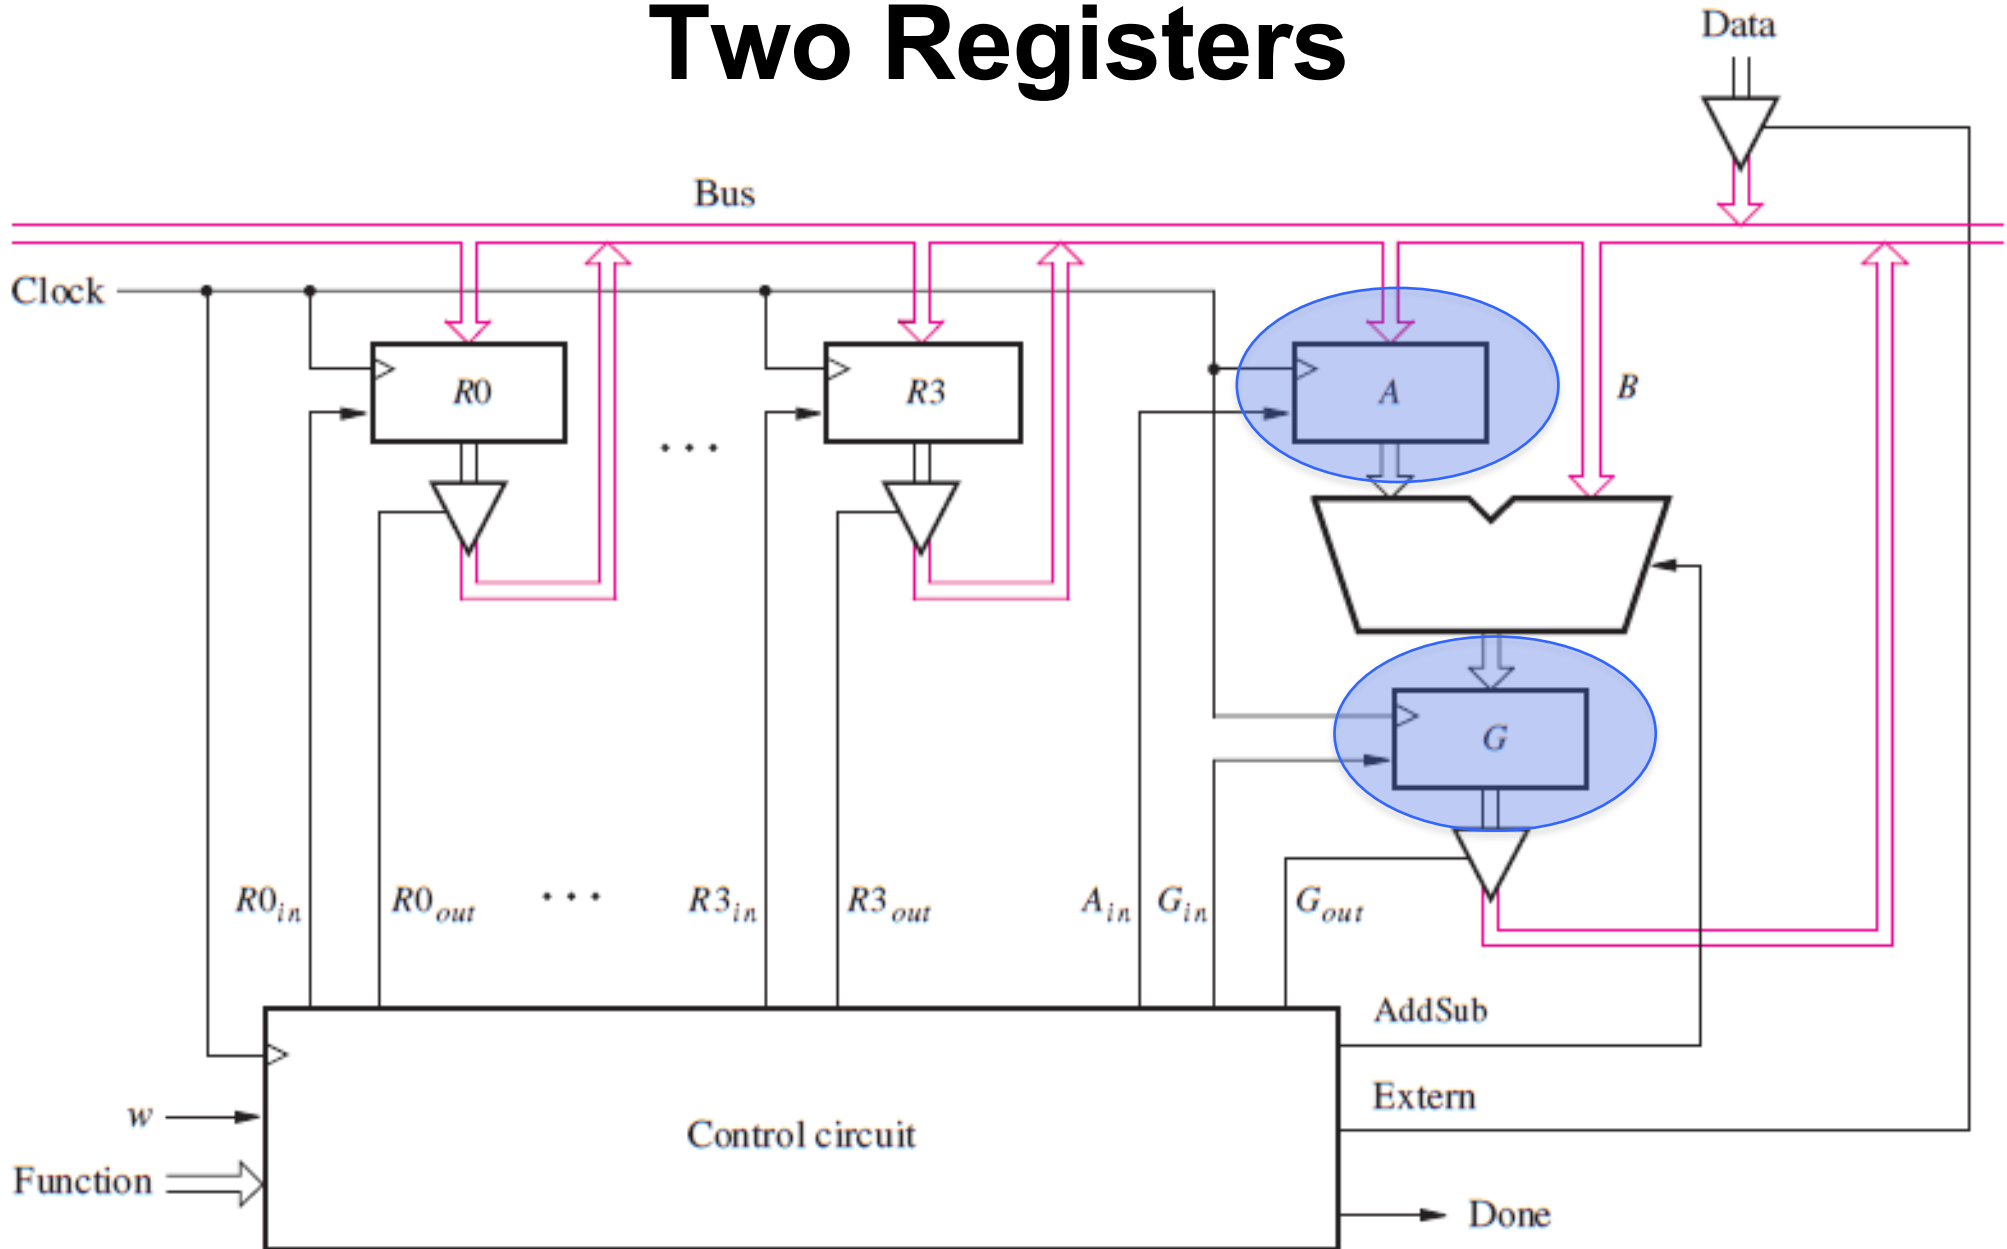 Two Registers
Data
Bus
Clock
R0
R3
A
B
. . .
G
R0in
R0out
. . .
R3in
R3out
Ain
Gin
Gout
AddSub
Extern
w
Control circuit
Function
Done